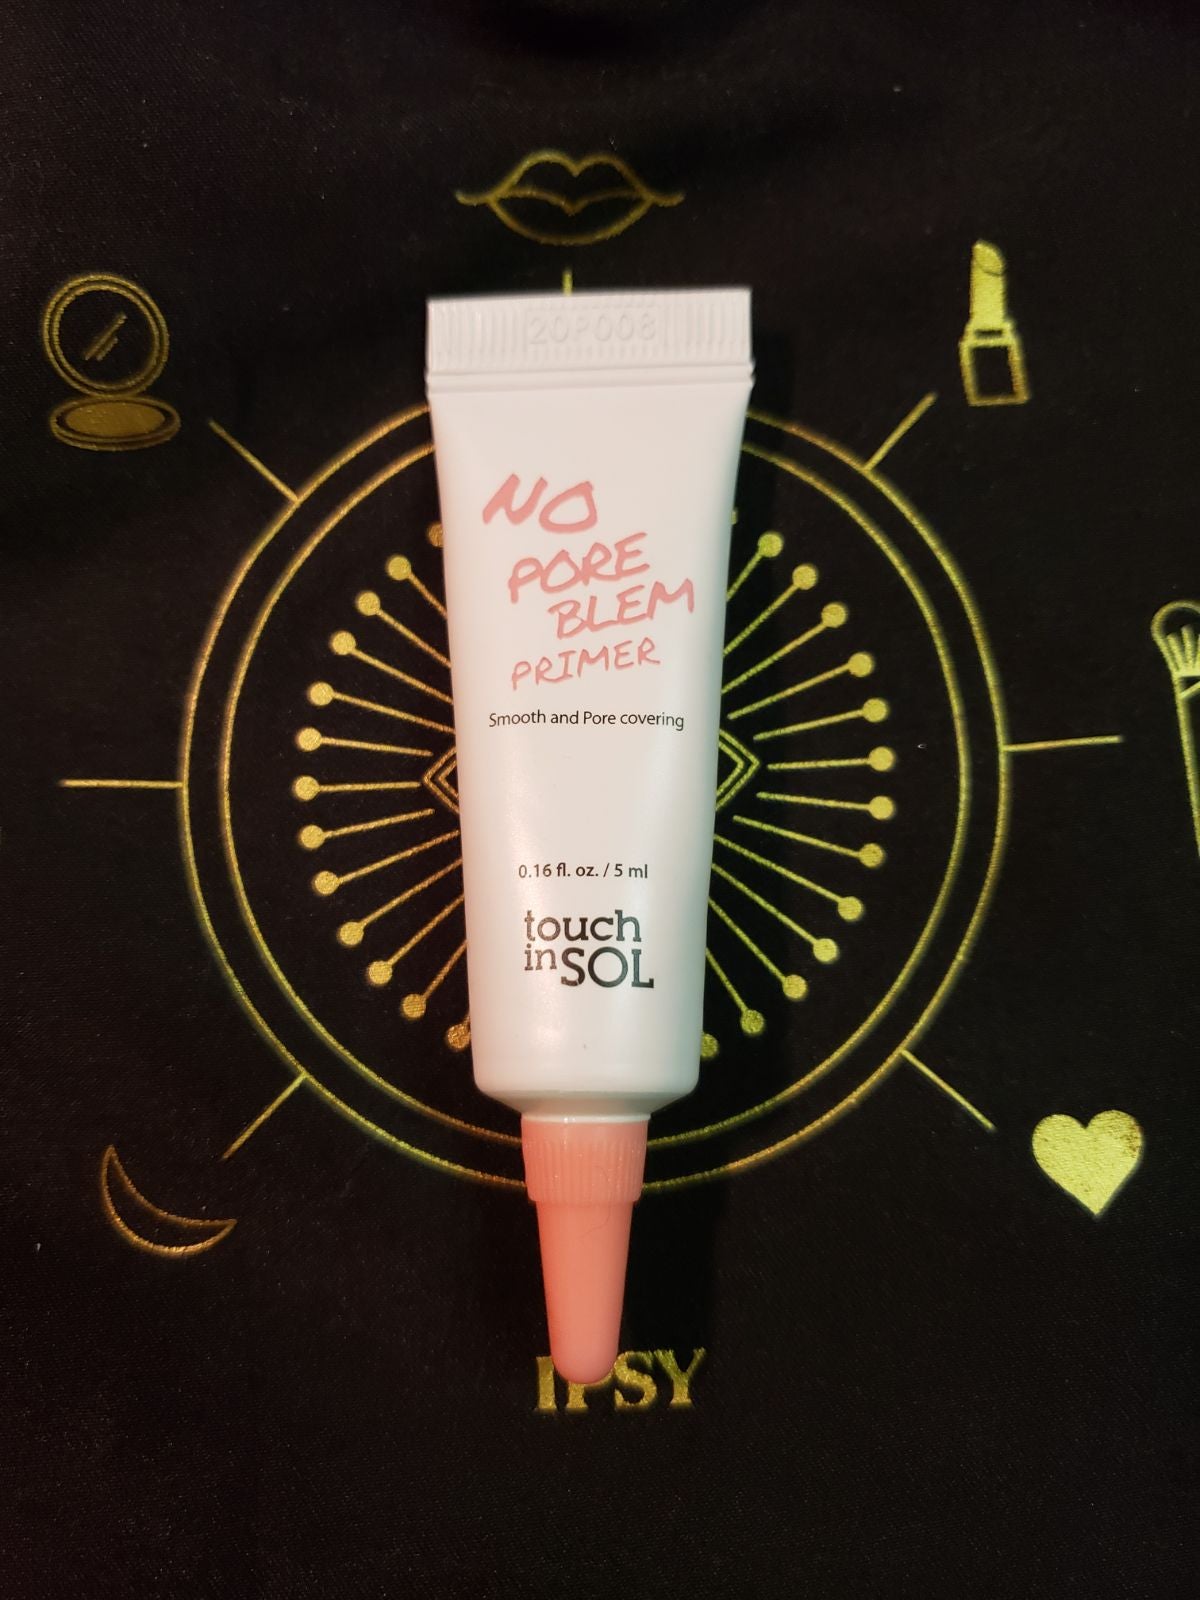 20P008
NO
PORE
BLEM
PRIMER
Smooth and Pore covering
0.16 fl. oz. / 5 ml
touch
in SOL
IPSY